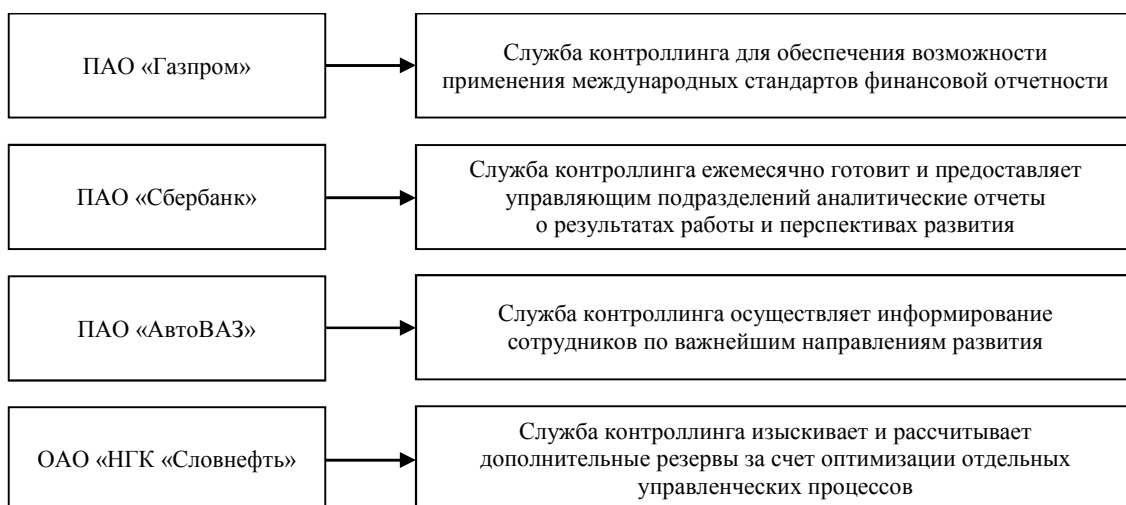 ПАО «Газпром»
Служба контроллинга для обеспечения возможности
применения международных стандартов финансовой отчетности
ПАО «Сбербанк»
Служба контроллинга ежемесячно готовит и предоставляет
управляющим подразделений аналитические отчеты
о результатах работы и перспективах развития
ПАО «АвтоВАЗ»
Служба контроллинга осуществляет информирование
сотрудников по важнейшим направлениям развития
ОАО «НГК «Словнефть»
Служба контроллинга изыскивает и рассчитывает
дополнительные резервы за счет оптимизации отдельных
управленческих процессов